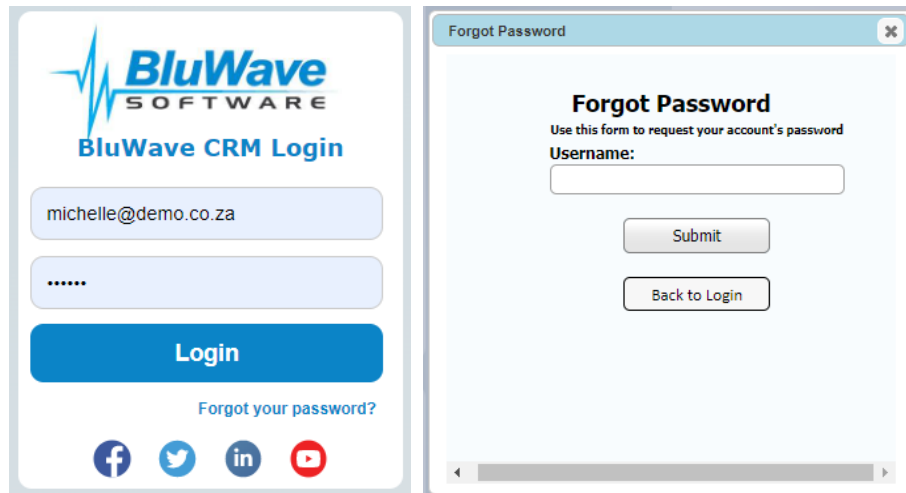 BluWave
SOFTWARE
BluWave CRM Login
michelle@demo.co.za
••••••
Login
Forgot your password?
Forgot Password
Forgot Password
Use this form to request your account's password
Username:
Submit
Back to Login